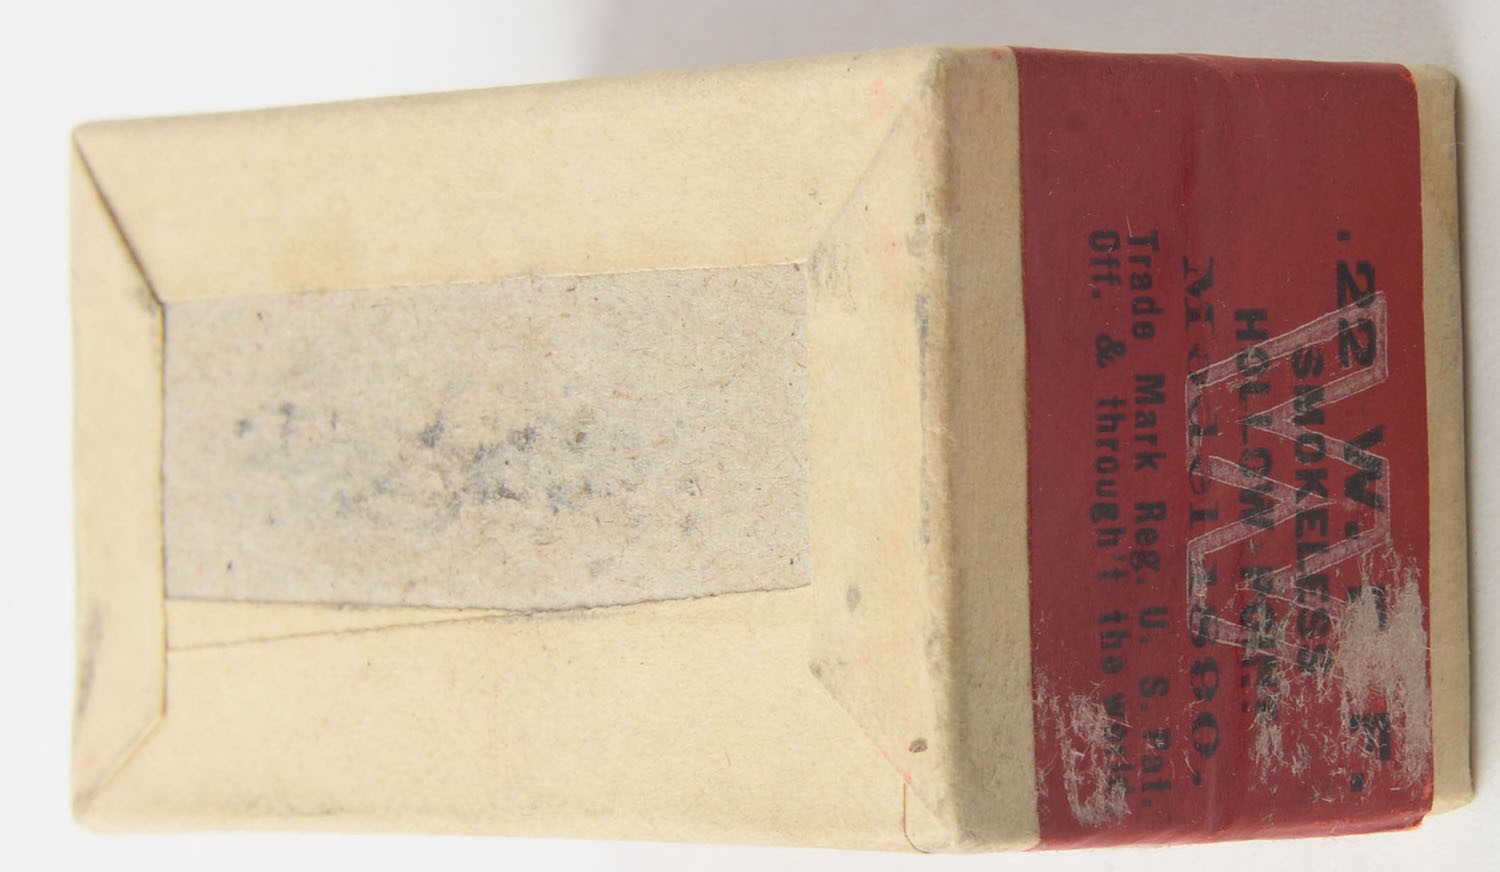 .22 W. R. F.
SMOKELESS
HOLLOW POINT
Model 1890,
Trade Mark Reg. U. S. Pat.
Off. & through't the world
W